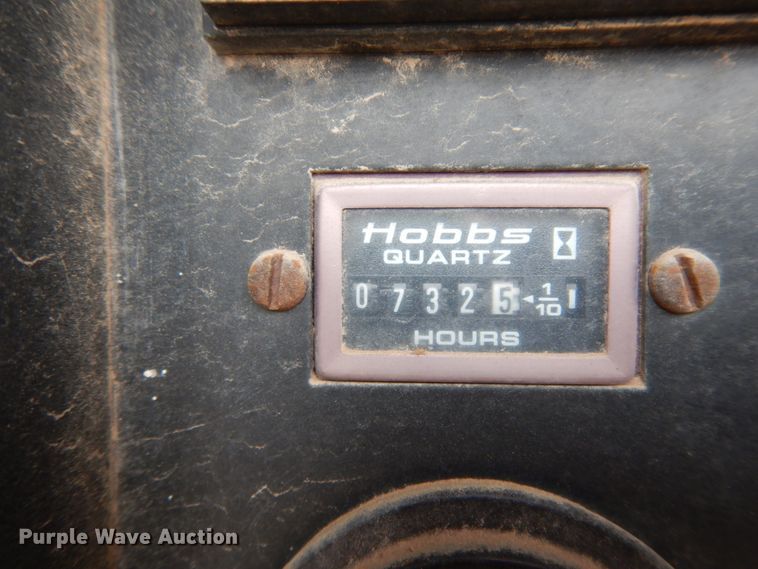 Hobbs
QUARTZ
0 7 3 2 5 ◄ 1/10
HOURS
Purple Wave Auction